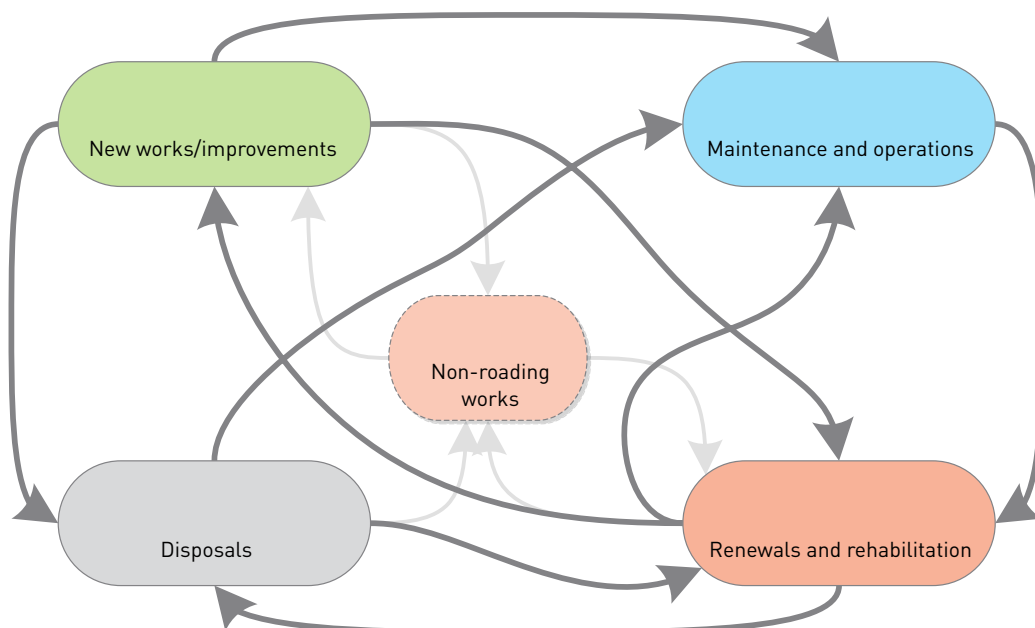 New works/improvements
Maintenance and operations
Non-roading
works
Disposals
Renewals and rehabilitation